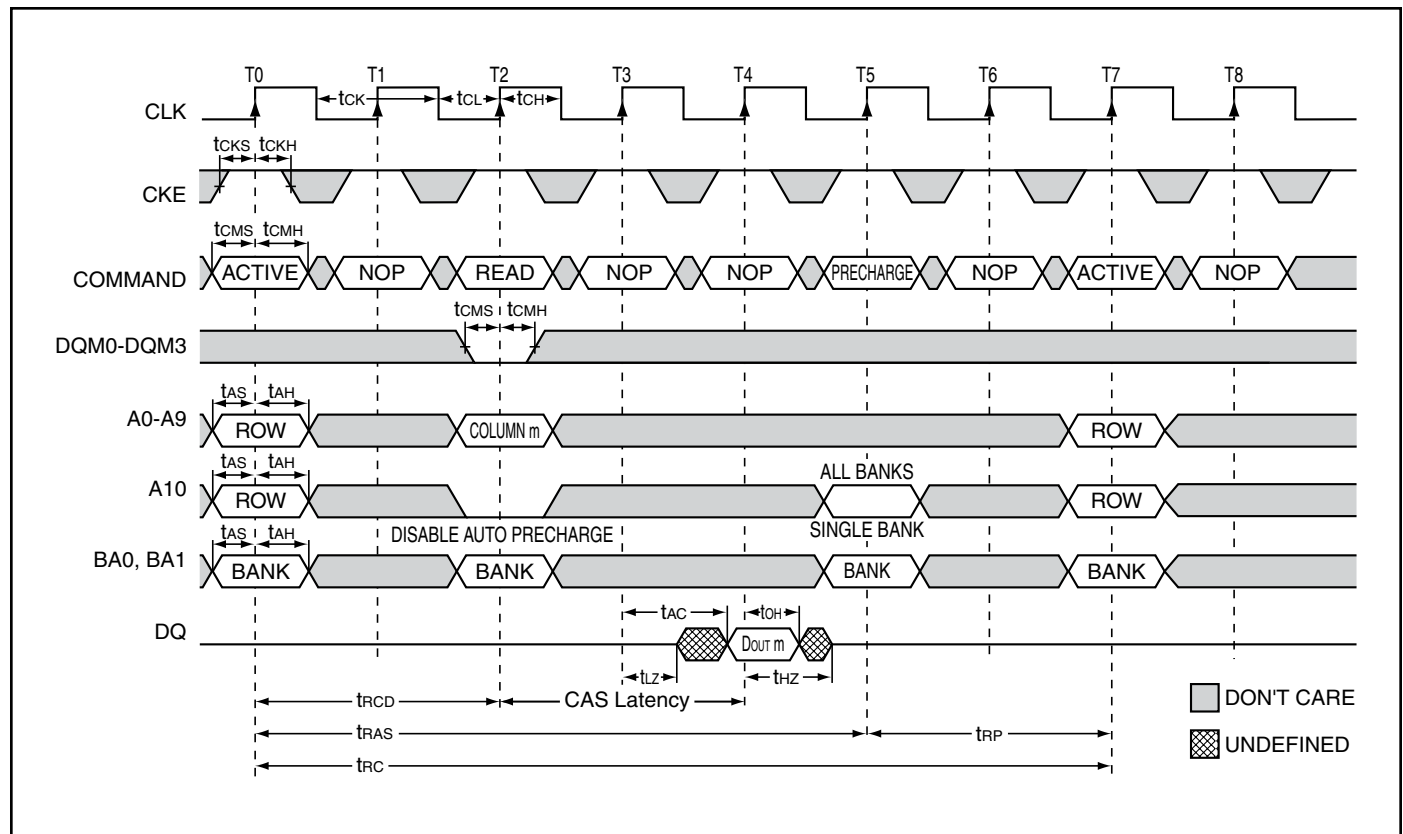 T0 T1 T2 T3 T4 T5 T6 T7 T8
tCK tCL tCH
CLK
tCKS tCKH
CKE
tCMS tCMH
COMMAND ACTIVE NOP READ NOP NOP PRECHARGE NOP ACTIVE NOP
tCMS tCMH
DQM0-DQM3
tAS tAH
A0-A9 ROW COLUMN m ROW
tAS tAH ALL BANKS
A10 ROW ROW
DISABLE AUTO PRECHARGE SINGLE BANK
tAS tAH
BA0, BA1 BANK BANK BANK BANK
tAC tOH
DQ DOUT m
tLZ tHZ
tRCD CAS Latency
DON'T CARE
tRAS tRP
UNDEFINED
tRC